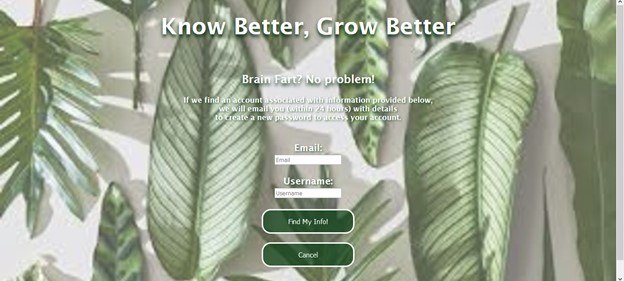 Know Better, Grow Better
Brain Fart? No problem!
If we find an account associated with information provided below,
we will email you (within 24 hours) with details
to create a new password to access your account.
Email:
Email
Username:
Username
Find My Info!
Cancel